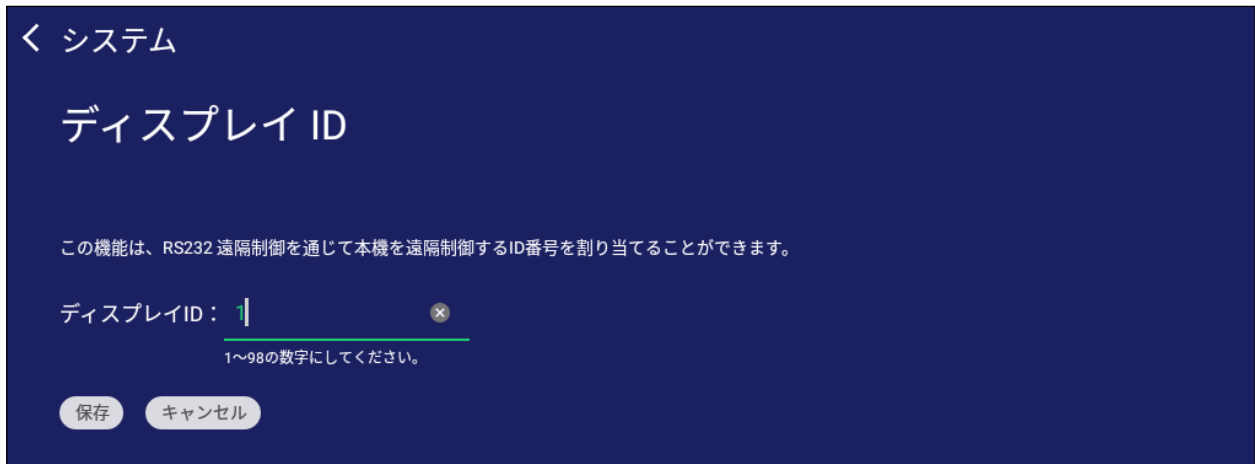 システム
ディスプレイ ID
この機能は、RS232 遠隔制御を通じて本機を遠隔制御するID番号を割り当てることができます。
ディスプレイID： 1
1～98の数字にしてください。
保存 キャンセル